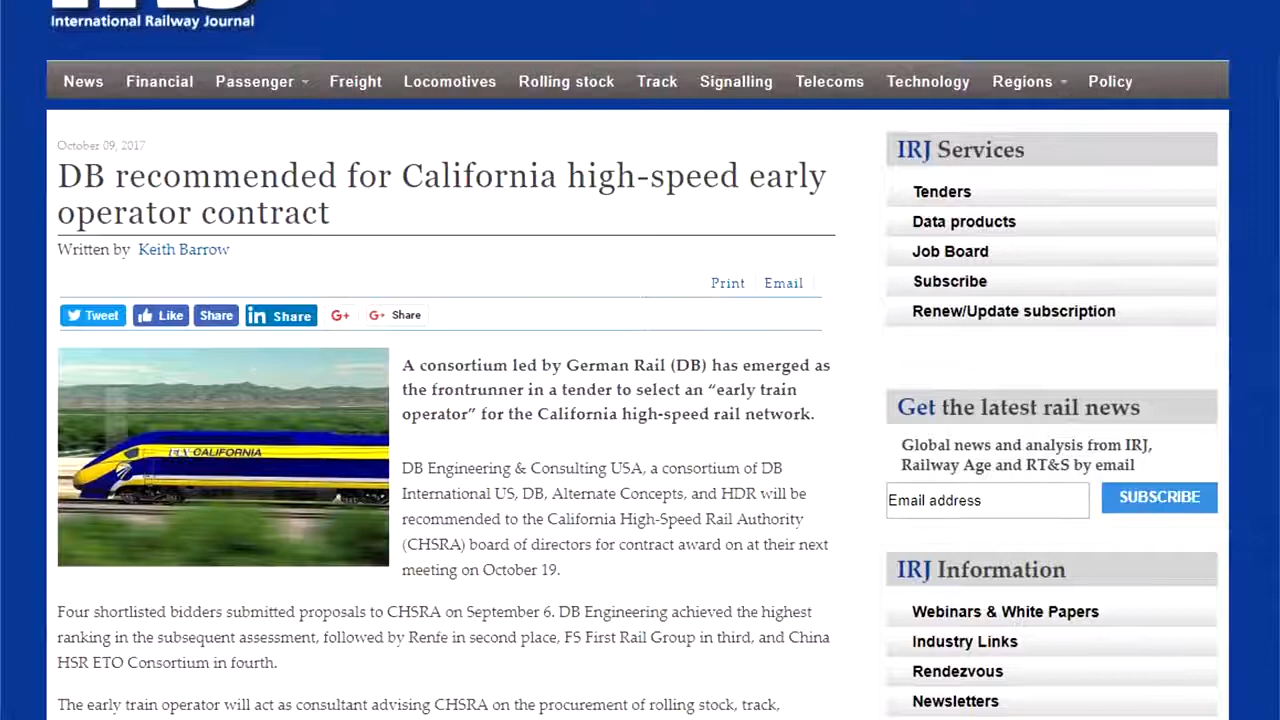 International Railway Journal
News Financial Passenger Freight Locomotives Rolling stock Track Signalling Telecoms Technology Regions Policy
October 09, 2017
DB recommended for California high-speed early
operator contract
Written by Keith Barrow
Print Email
Tweet Like Share Share G+ G+ Share
CALIFORNIA
A consortium led by German Rail (DB) has emerged as
the frontrunner in a tender to select an “early train
operator” for the California high-speed rail network.
DB Engineering & Consulting USA, a consortium of DB
International US, DB, Alternate Concepts, and HDR will be
recommended to the California High-Speed Rail Authority
(CHSRA) board of directors for contract award on at their next
meeting on October 19.
Four shortlisted bidders submitted proposals to CHSRA on September 6. DB Engineering achieved the highest
ranking in the subsequent assessment, followed by Renfe in second place, FS First Rail Group in third, and China
HSR ETO Consortium in fourth.
The early train operator will act as consultant advising CHSRA on the procurement of rolling stock, track,
IRJ Services
Tenders
Data products
Job Board
Subscribe
Renew/Update subscription
Get the latest rail news
Global news and analysis from IRJ,
Railway Age and RT&S by email
Email address SUBSCRIBE
IRJ Information
Webinars & White Papers
Industry Links
Rendezvous
Newsletters